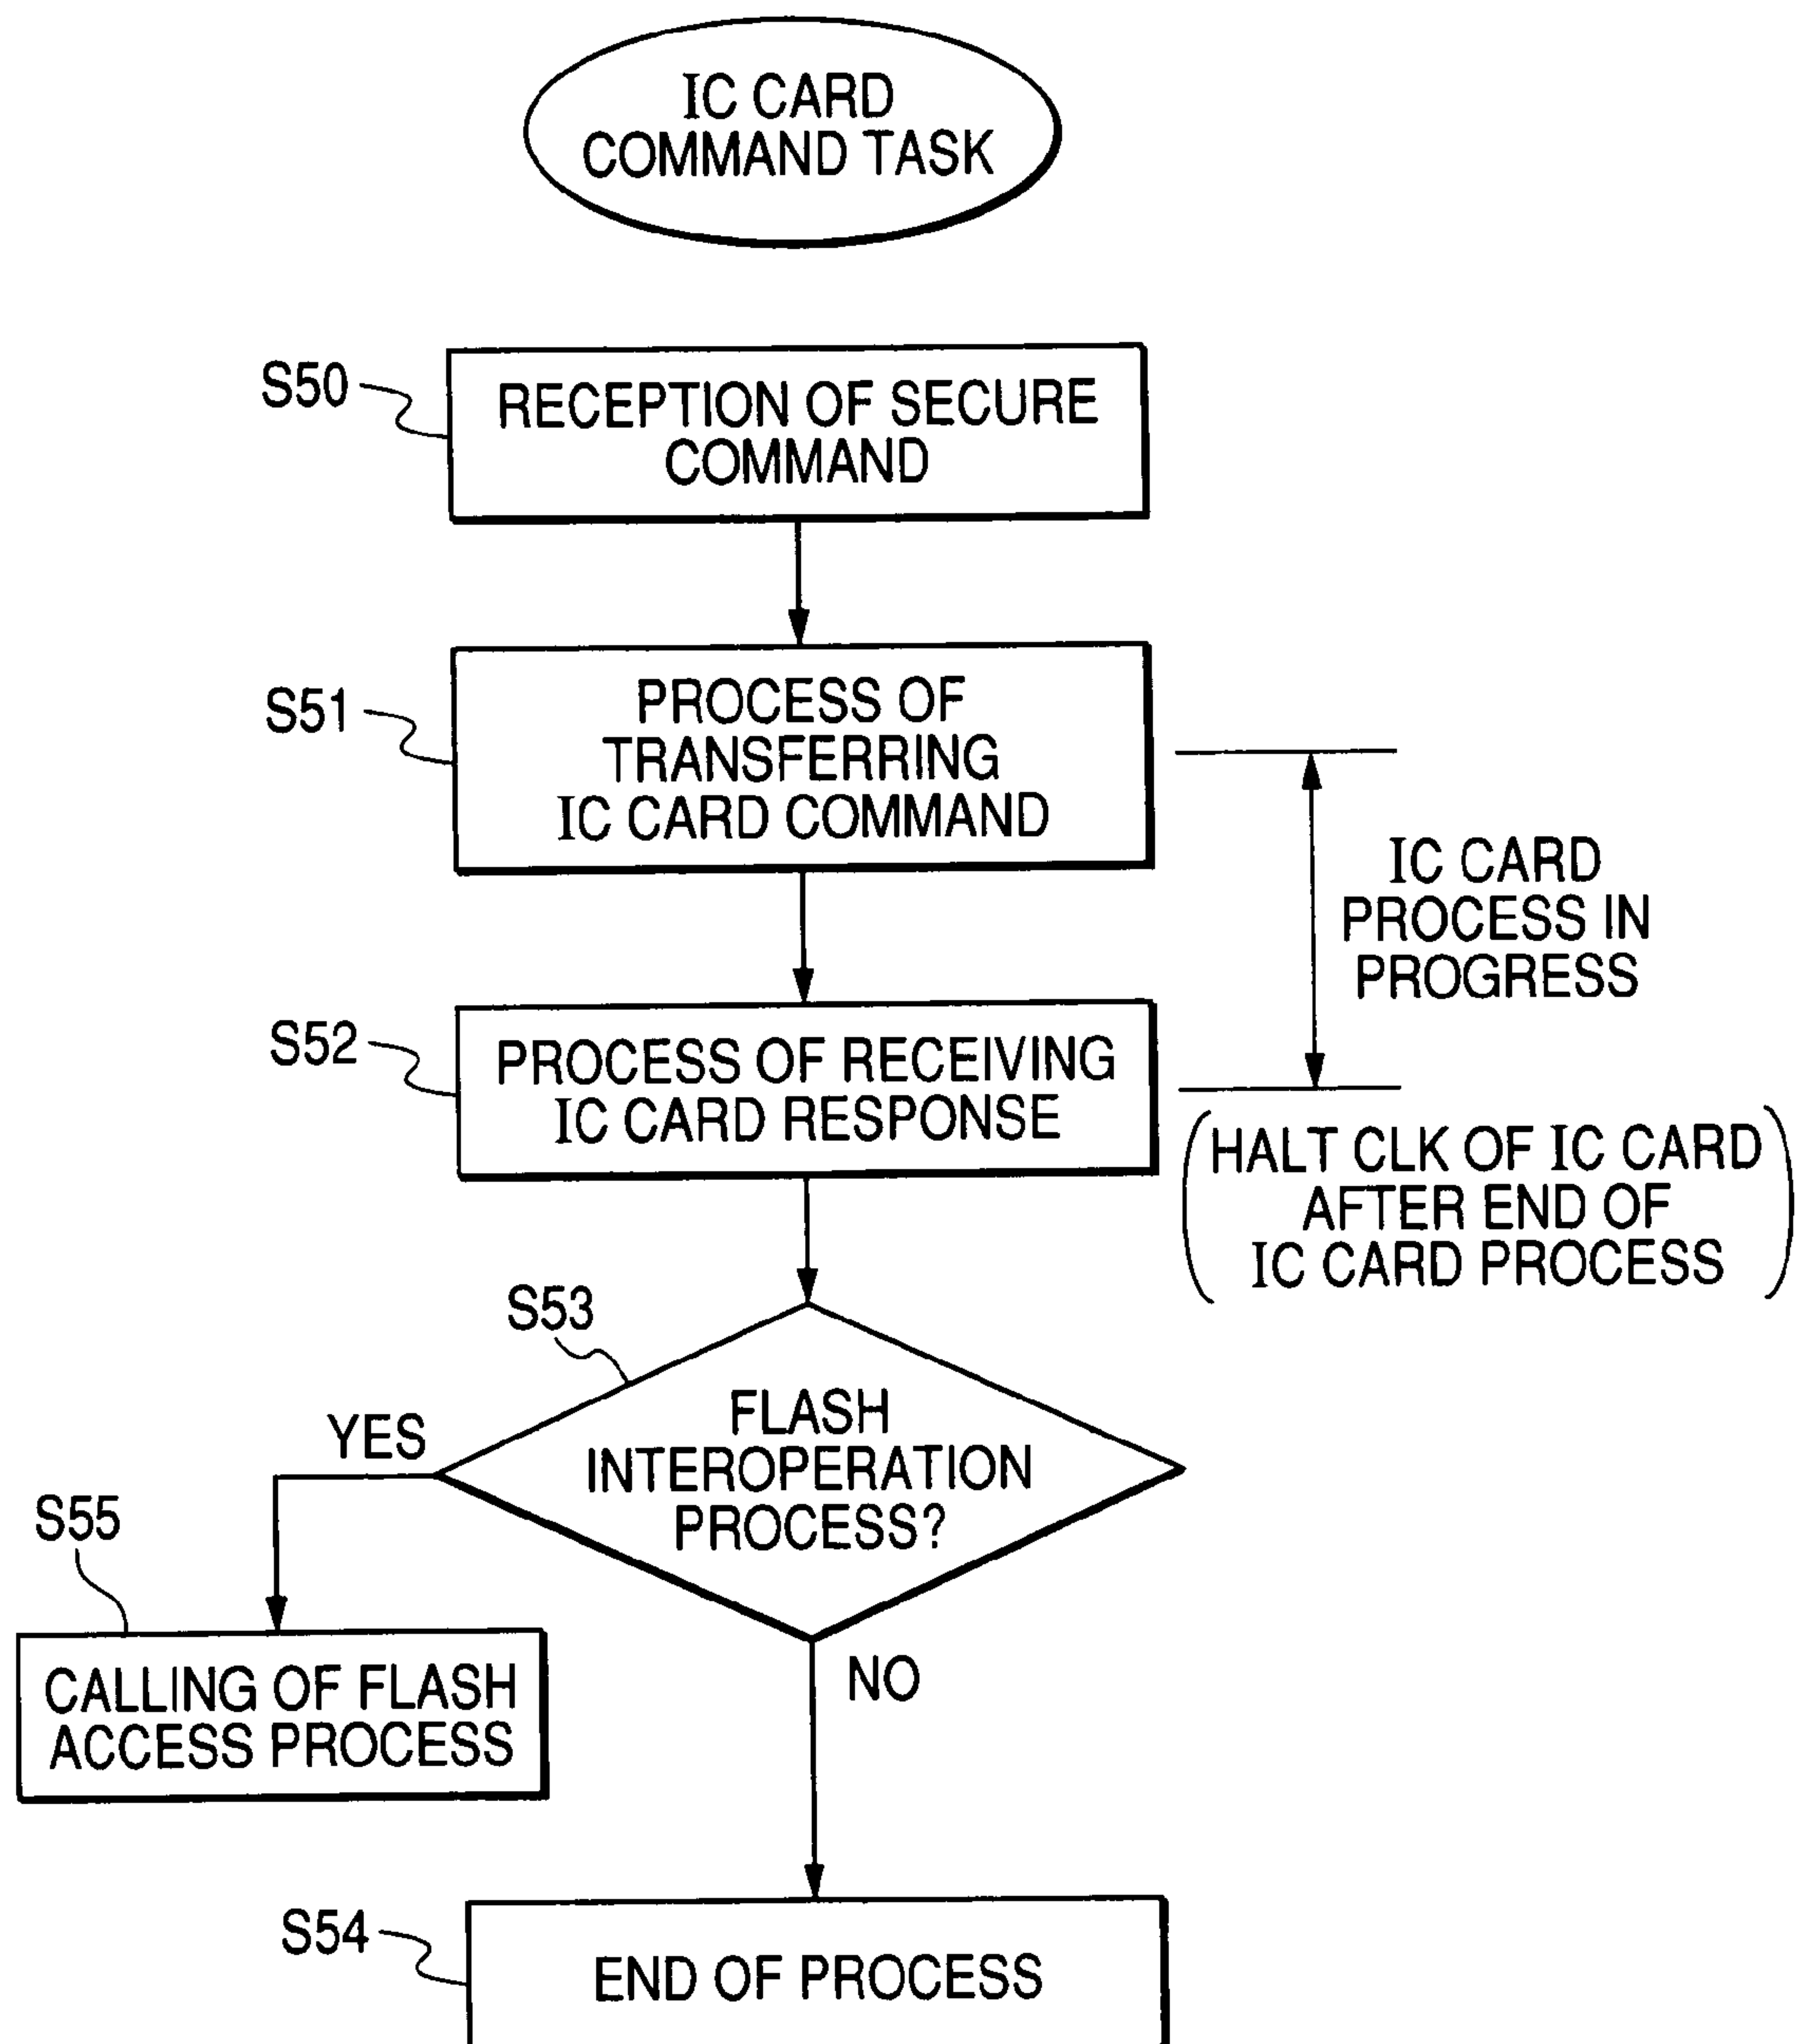 IC CARD
COMMAND TASK
S50
RECEPTION OF SECURE
COMMAND
S51
PROCESS OF
TRANSFERRING
IC CARD COMMAND
IC CARD
PROCESS IN
PROGRESS
S52
PROCESS OF RECEIVING
IC CARD RESPONSE
(HALT CLK OF IC CARD
AFTER END OF
IC CARD PROCESS)
S53
FLASH
INTEROPERATION
PROCESS?
YES
S55
CALLING OF FLASH
ACCESS PROCESS
NO
S54
END OF PROCESS